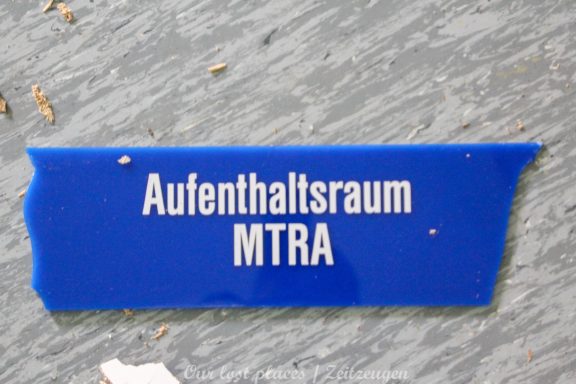 Aufenthaltsraum
MTRA
Our lost places | Zeitzeugen